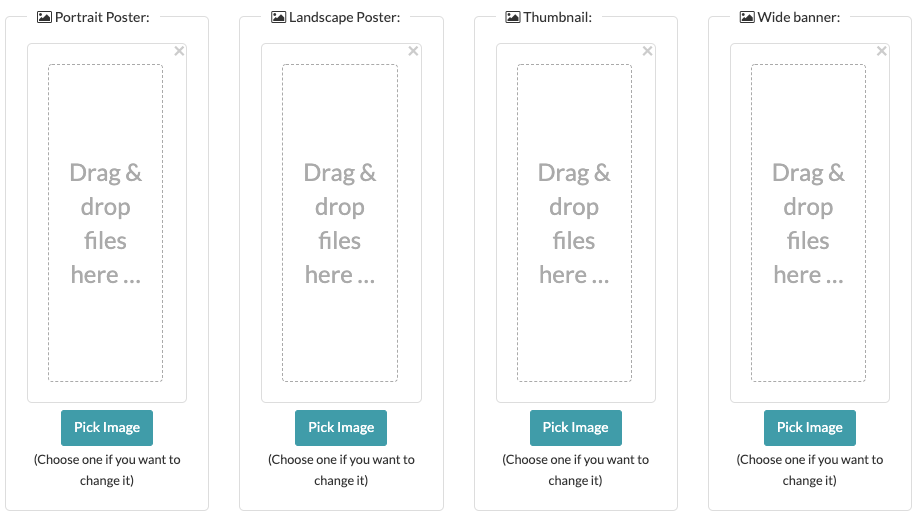 Portrait Poster:
Drag &
drop
files
here ...
Pick Image
(Choose one if you want to
change it)
Landscape Poster:
Drag &
drop
files
here ...
Pick Image
(Choose one if you want to
change it)
Thumbnail:
Drag &
drop
files
here ...
Pick Image
(Choose one if you want to
change it)
Wide banner:
Drag &
drop
files
here ...
Pick Image
(Choose one if you want to
change it)